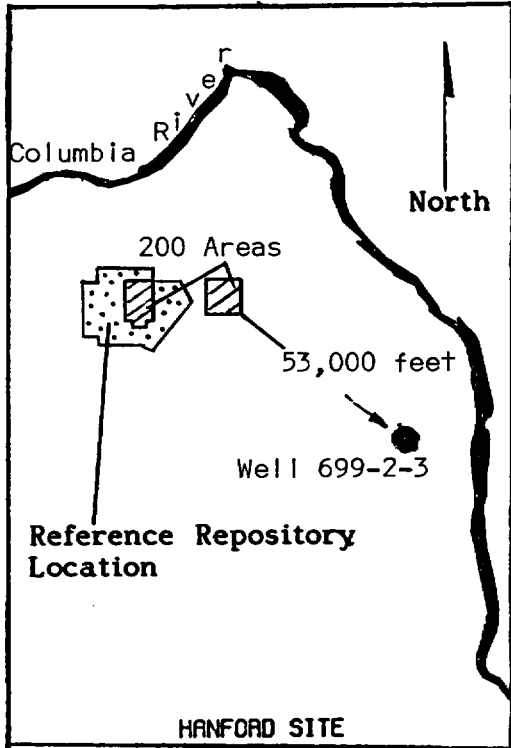 Columbia River
North
200 Areas
53,000 feet
Well 699-2-3
Reference Repository
Location
HANFORD SITE